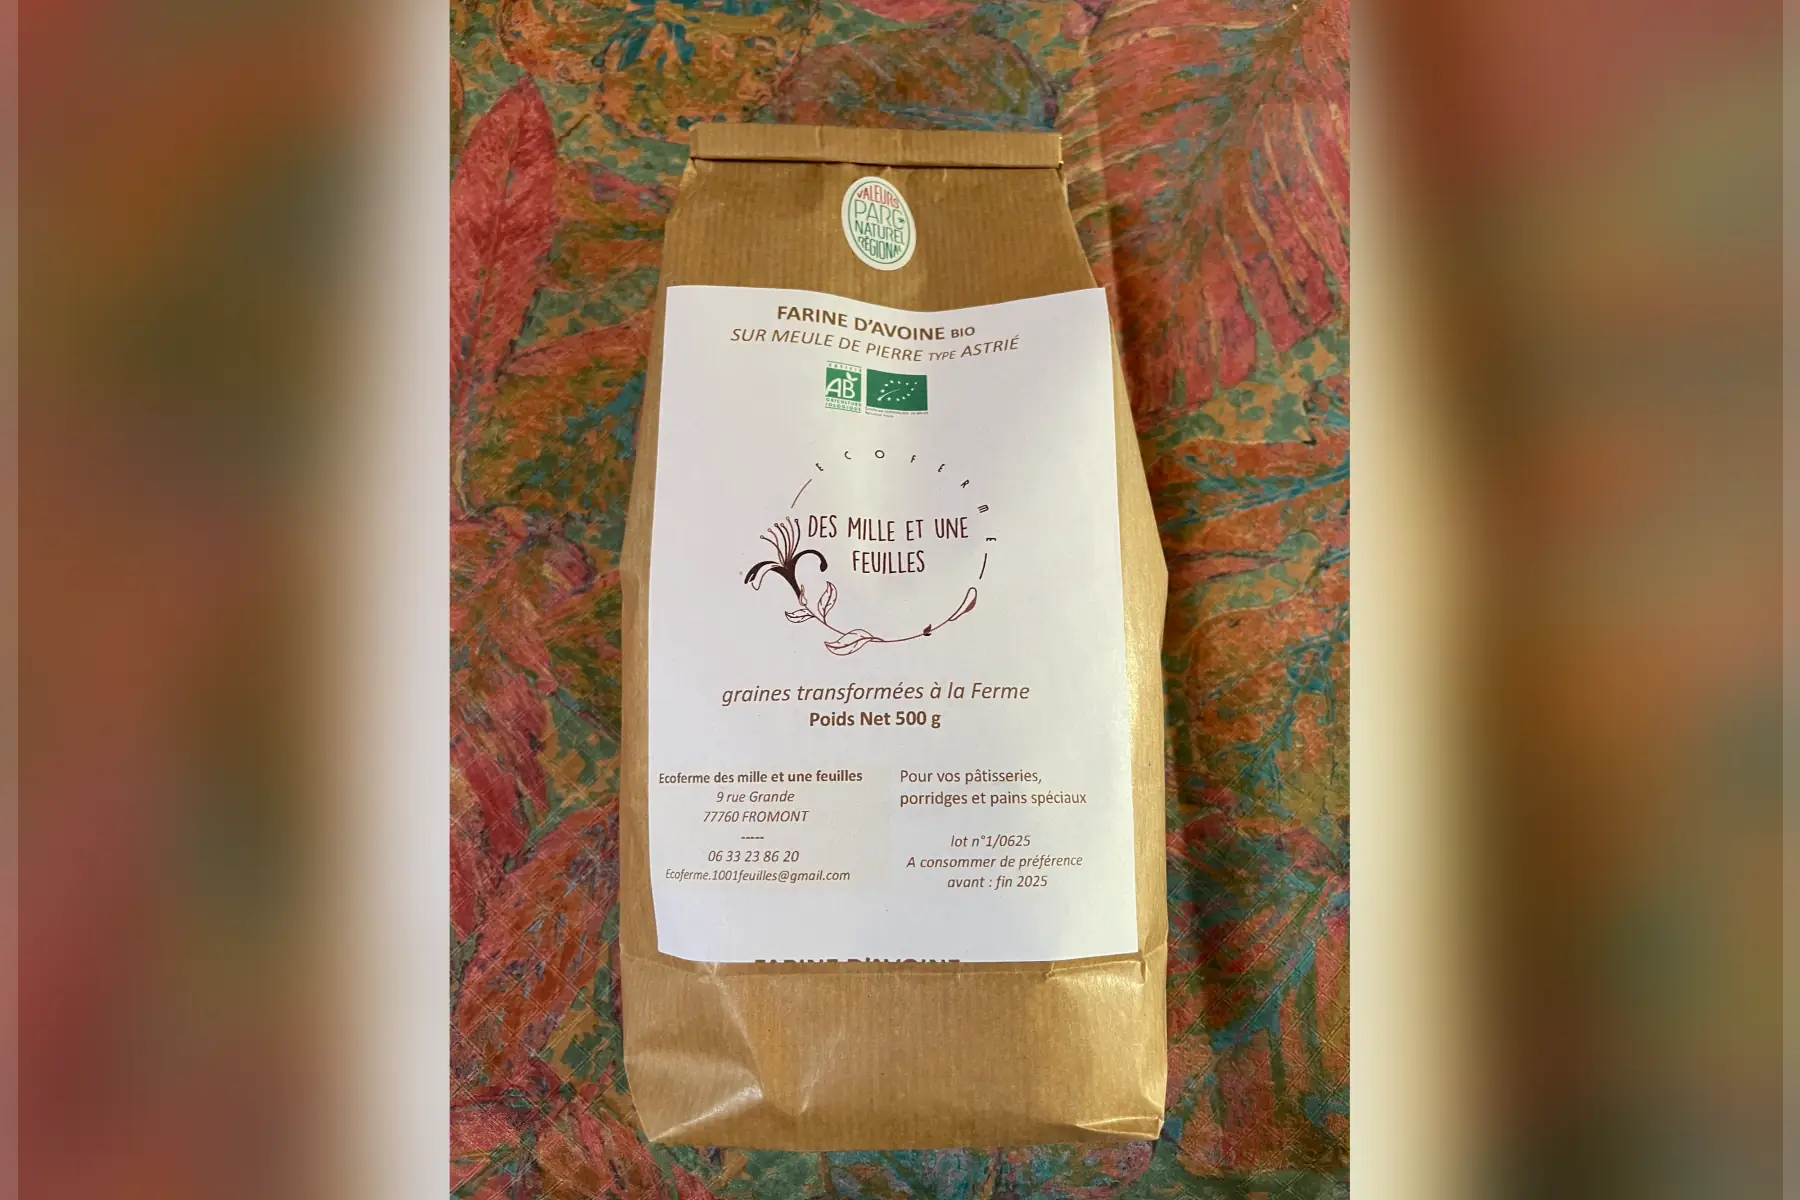 VALEURS
PARC
NATUREL
RÉGIONAL
FARINE D'AVOINE BIO
SUR MEULE DE PIERRE TYPE ASTRIÉ
AB
ECOFERME
DES MILLE ET UNE
FEUILLES
graines transformées à la Ferme
Poids Net 500 g
Ecoferme des mille et une feuilles
9 rue Grande
77760 FROMONT
-----
06 33 23 86 20
Ecoferme.1001feuilles@gmail.com
Pour vos pâtisseries,
porridges et pains spéciaux
lot n°1/0625
A consommer de préférence
avant : fin 2025
FARINE D'AVOINE